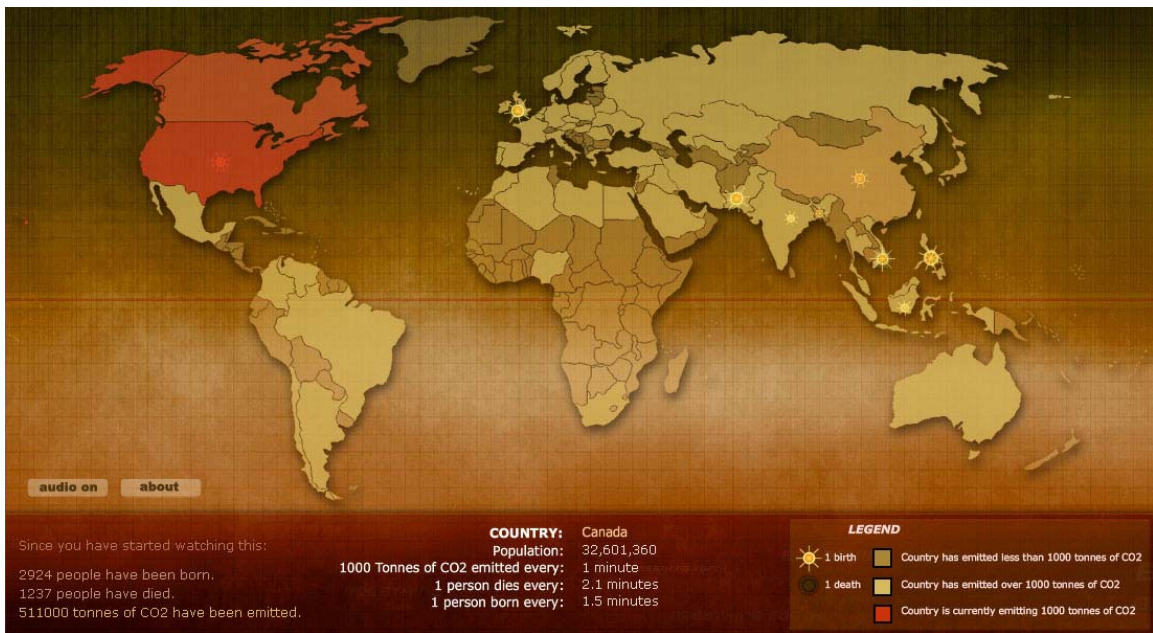 audio on
about
Since you have started watching this:
2924 people have been born.
1237 people have died.
511000 tonnes of CO2 have been emitted.
COUNTRY: Canada
Population: 32,601,360
1000 Tonnes of CO2 emitted every: 1 minute
1 person dies every: 2.1 minutes
1 person born every: 1.5 minutes
LEGEND
1 birth
1 death
Country has emitted less than 1000 tonnes of CO2
Country has emitted over 1000 tonnes of CO2
Country is currently emitting 1000 tonnes of CO2